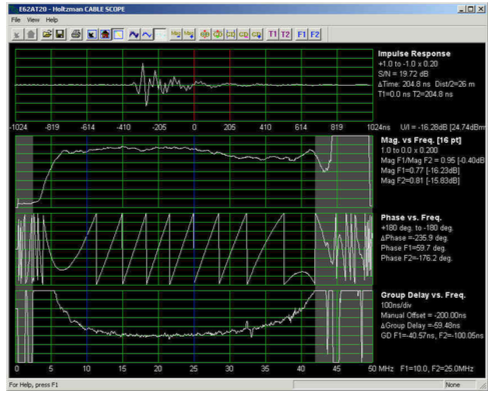 E62AT20 - Holtzman CABLE SCOPE
File View Help
T1 T2 F1 F2
Impulse Response
+1.0 to -1.0 x 0.20
S/N = 19.72 dB
ΔTime: 204.8 ns Dist/2=26 m
T1=0.0 ns T2=204.8 ns
-1024 -819 -614 -410 -205 0 205 410 614 819 1024ns U/I = -16.28dB [24.74dBm
Mag. vs Freq. [16 pt]
1.0 to 0.0 x 0.200
Mag F1/Mag F2 = 0.95 [-0.40dB
Mag F1=0.77 [-16.23dB]
Mag F2=0.81 [-15.83dB]
Phase vs. Freq.
+180 deg. to -180 deg.
ΔPhase =-235.9 deg.
Phase F1=59.7 deg.
Phase F2=-176.2 deg.
Group Delay vs. Freq.
100ns/div
Manual Offset = -200.00ns
ΔGroup Delay =-59.48ns
GD F1=-40.57ns, F2=-100.05ns
0 5 10 15 20 25 30 35 40 45 50 MHz F1=10.0, F2=25.0MHz
For Help, press F1
None